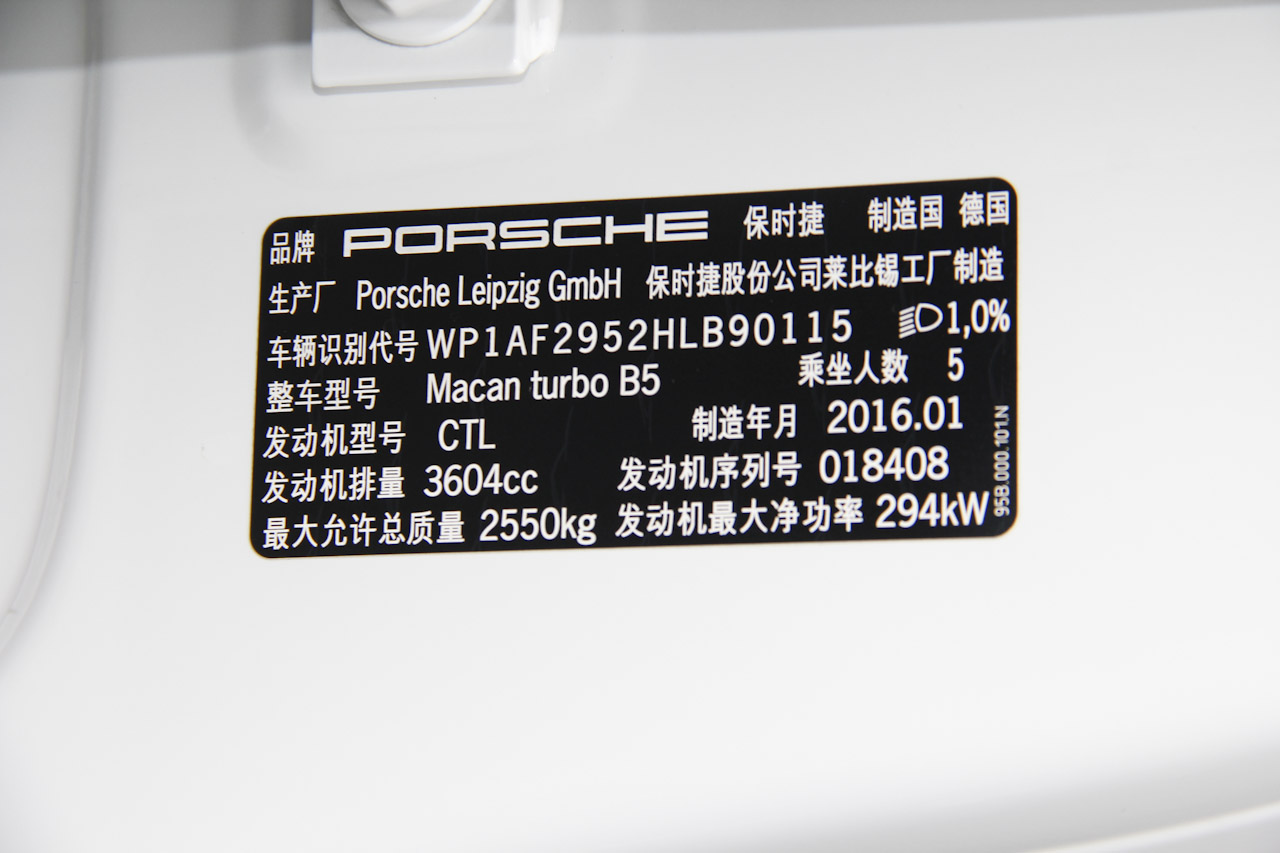 品牌 PORSCHE 保时捷 制造国 德国
生产厂 Porsche Leipzig GmbH 保时捷股份公司莱比锡工厂制造
车辆识别代号 WP1AF2952HLB90115 1,0%
整车型号 Macan turbo B5 乘坐人数 5
发动机型号 CTL 制造年月 2016.01
发动机排量 3604cc 发动机序列号 018408
最大允许总质量 2550kg 发动机最大净功率 294kW
95B.000.101.N